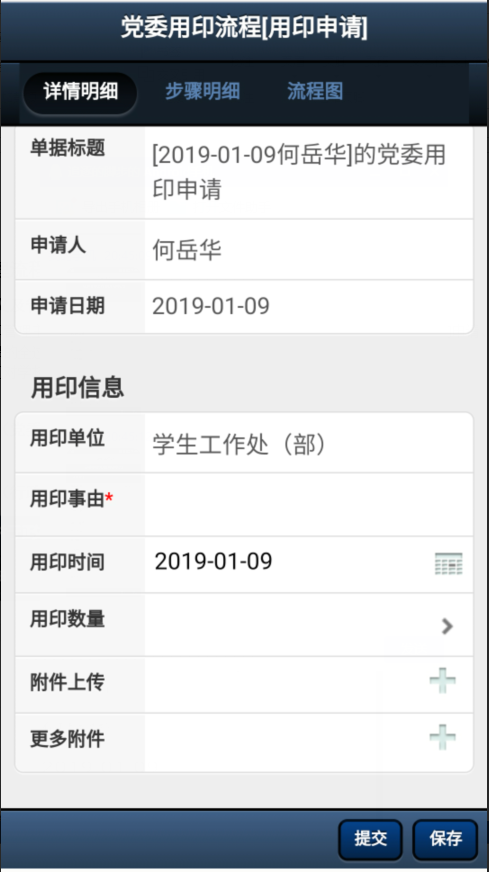 党委用印流程[用印申请]
详情明细 步骤明细 流程图
单据标题 [2019-01-09何岳华]的党委用
印申请
申请人 何岳华
申请日期 2019-01-09
用印信息
用印单位 学生工作处（部）
用印事由*
用印时间 2019-01-09
用印数量
附件上传
更多附件
提交 保存